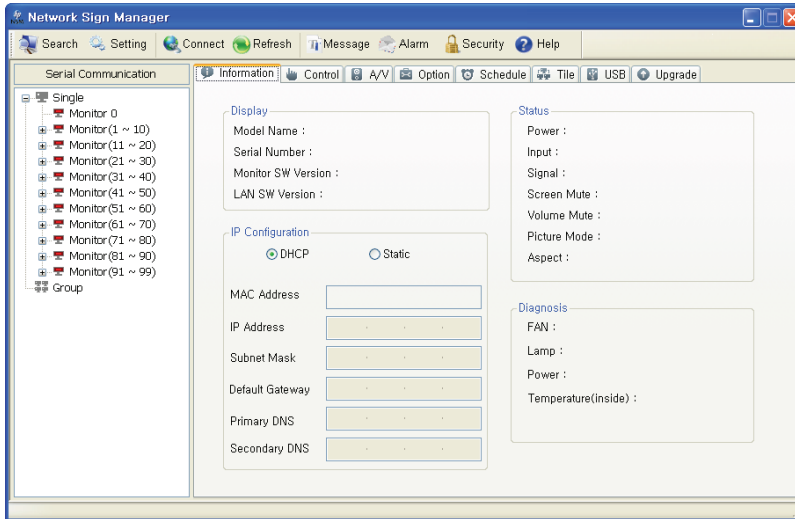 Network Sign Manager
Search Setting Connect Refresh Message Alarm Security Help
Serial Communication
Information Control A/V Option Schedule Tile USB Upgrade
Single
Monitor 0
Monitor(1 ~ 10)
Monitor(11 ~ 20)
Monitor(21 ~ 30)
Monitor(31 ~ 40)
Monitor(41 ~ 50)
Monitor(51 ~ 60)
Monitor(61 ~ 70)
Monitor(71 ~ 80)
Monitor(81 ~ 90)
Monitor(91 ~ 99)
Group
Display
Model Name :
Serial Number :
Monitor SW Version :
LAN SW Version :
IP Configuration
DHCP Static
MAC Address
IP Address
Subnet Mask
Default Gateway
Primary DNS
Secondary DNS
Status
Power :
Input :
Signal :
Screen Mute :
Volume Mute :
Picture Mode :
Aspect :
Diagnosis
FAN :
Lamp :
Power :
Temperature(inside) :